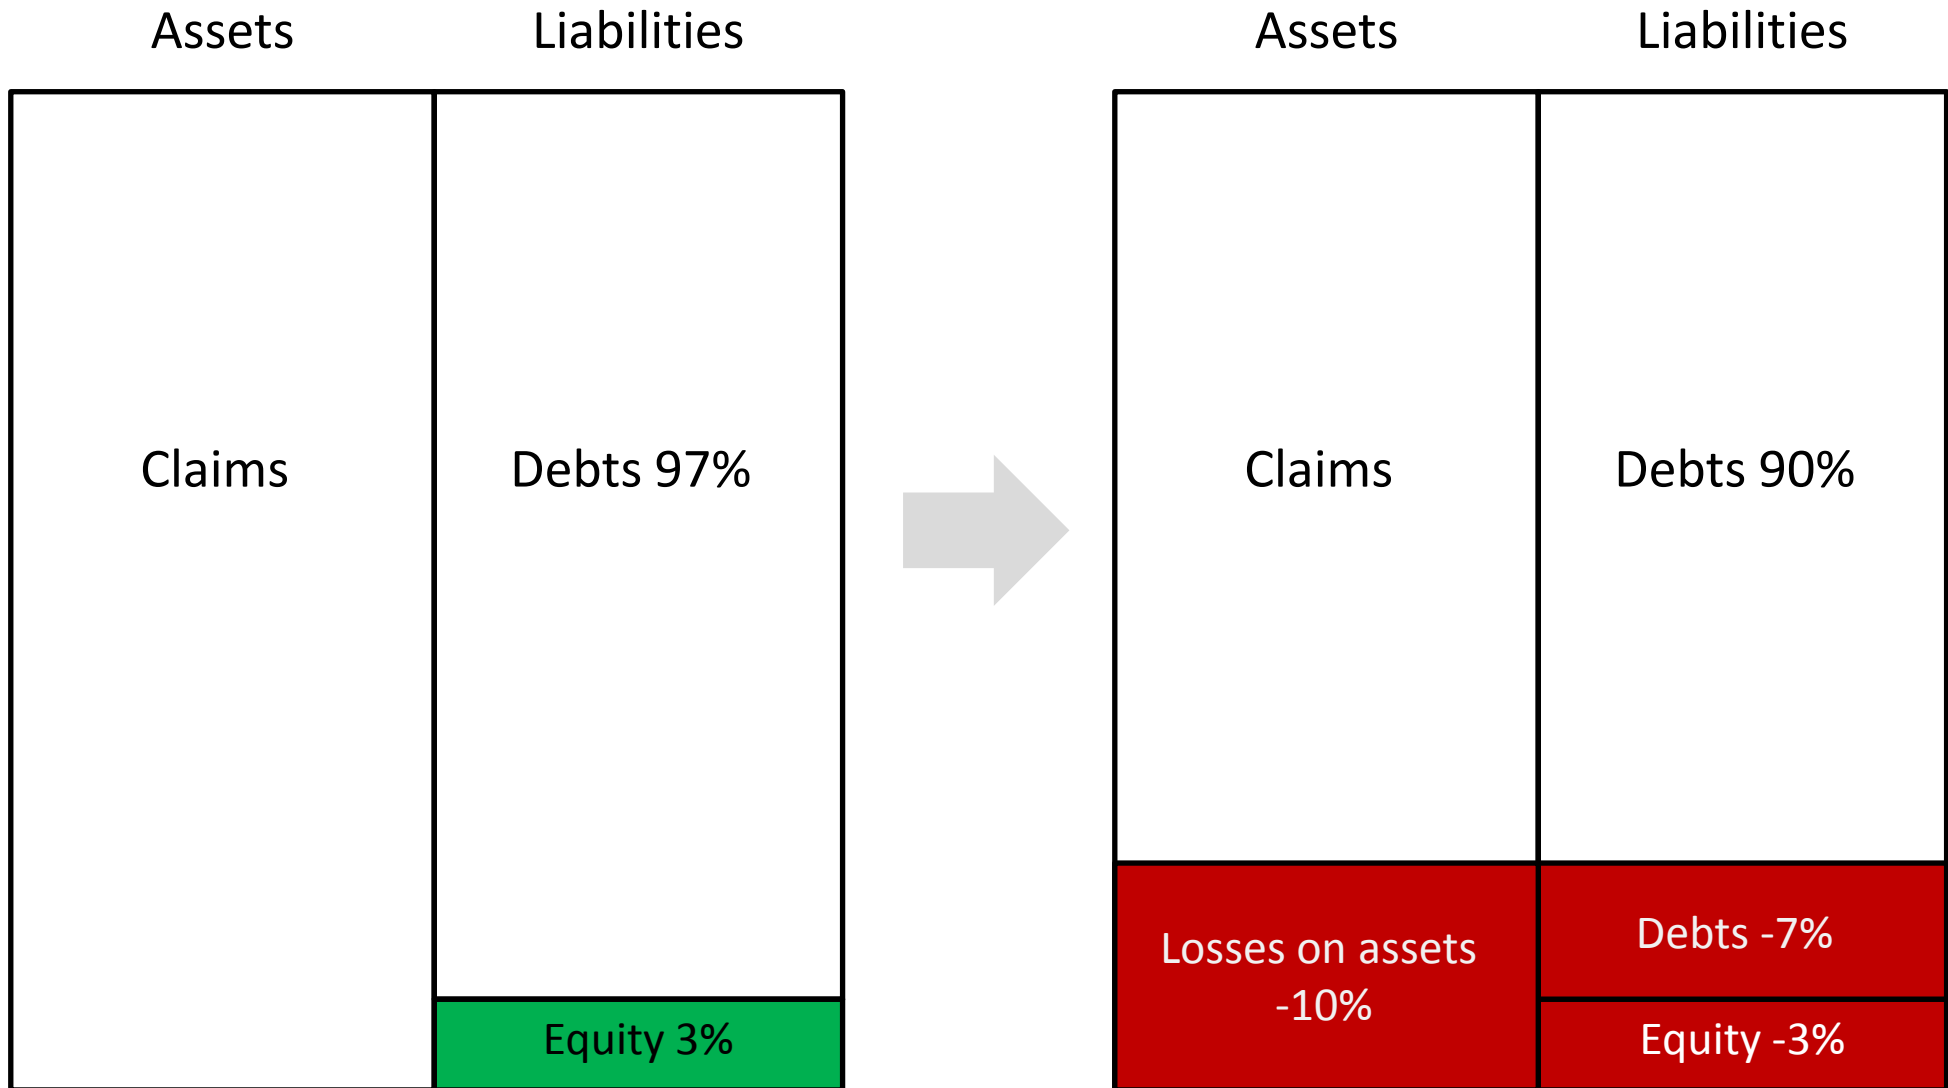 Assets
Liabilities
Claims
Debts 97%
Equity 3%
Assets
Liabilities
Claims
Debts 90%
Losses on assets
-10%
Debts -7%
Equity -3%